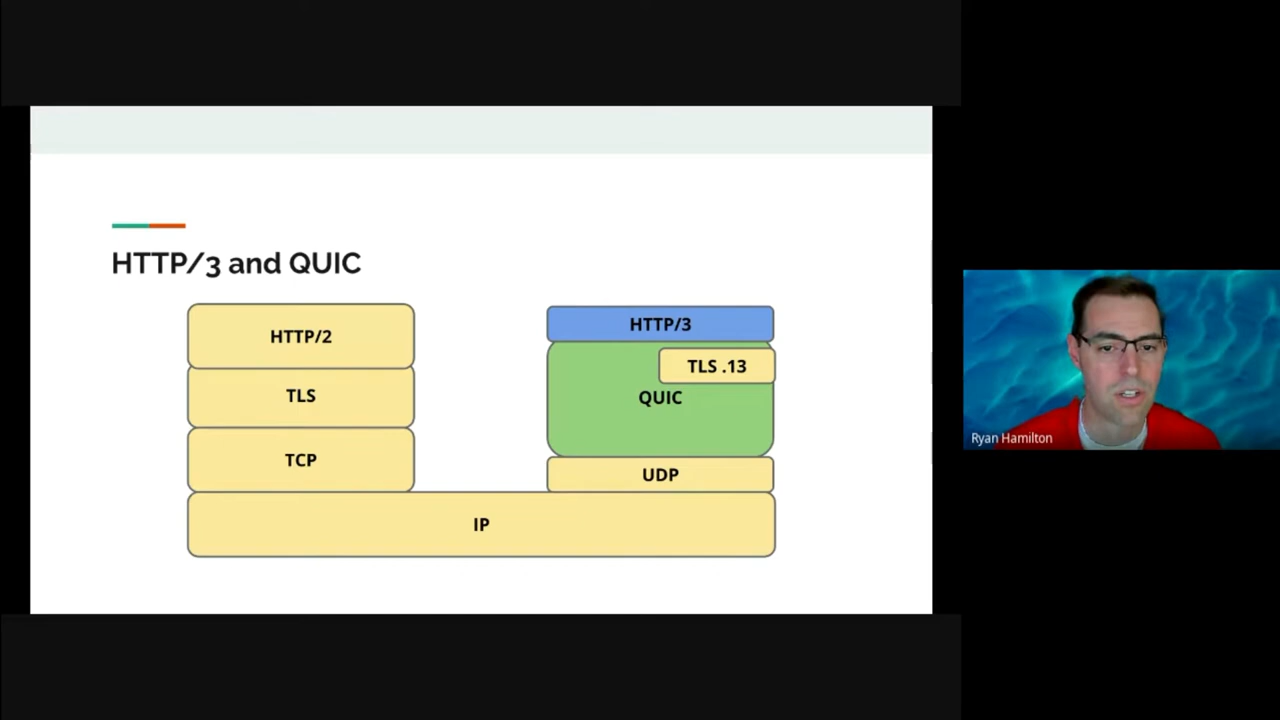 HTTP/3 and QUIC
HTTP/2
TLS
TCP
HTTP/3
TLS .13
QUIC
UDP
IP
Ryan Hamilton